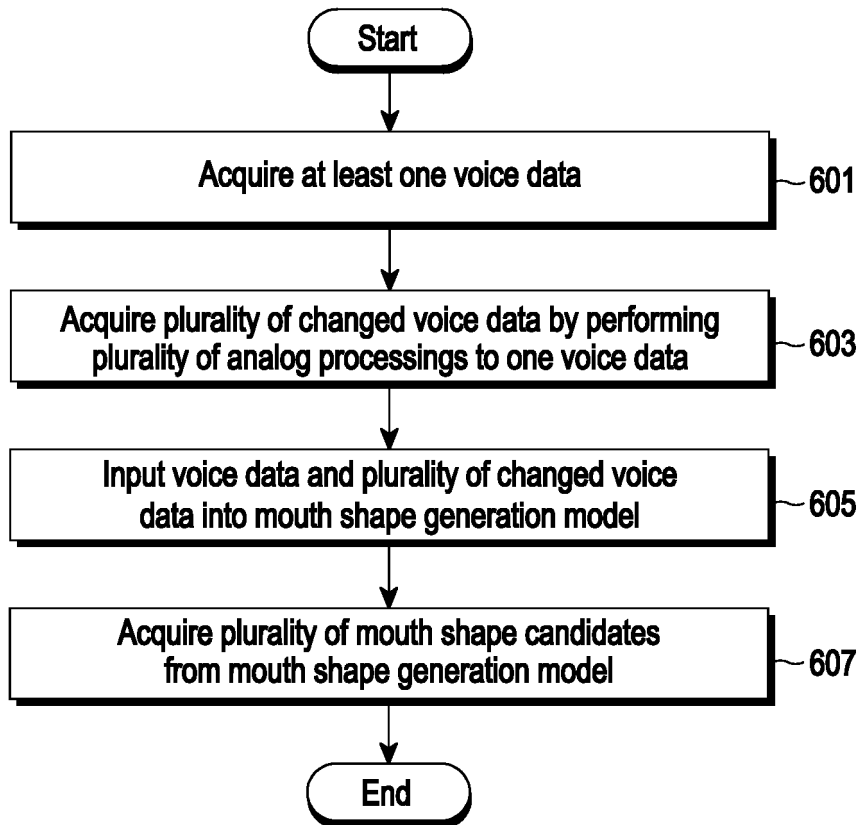 Start
Acquire at least one voice data
601
Acquire plurality of changed voice data by performing
plurality of analog processings to one voice data
603
Input voice data and plurality of changed voice
data into mouth shape generation model
605
Acquire plurality of mouth shape candidates
from mouth shape generation model
607
End